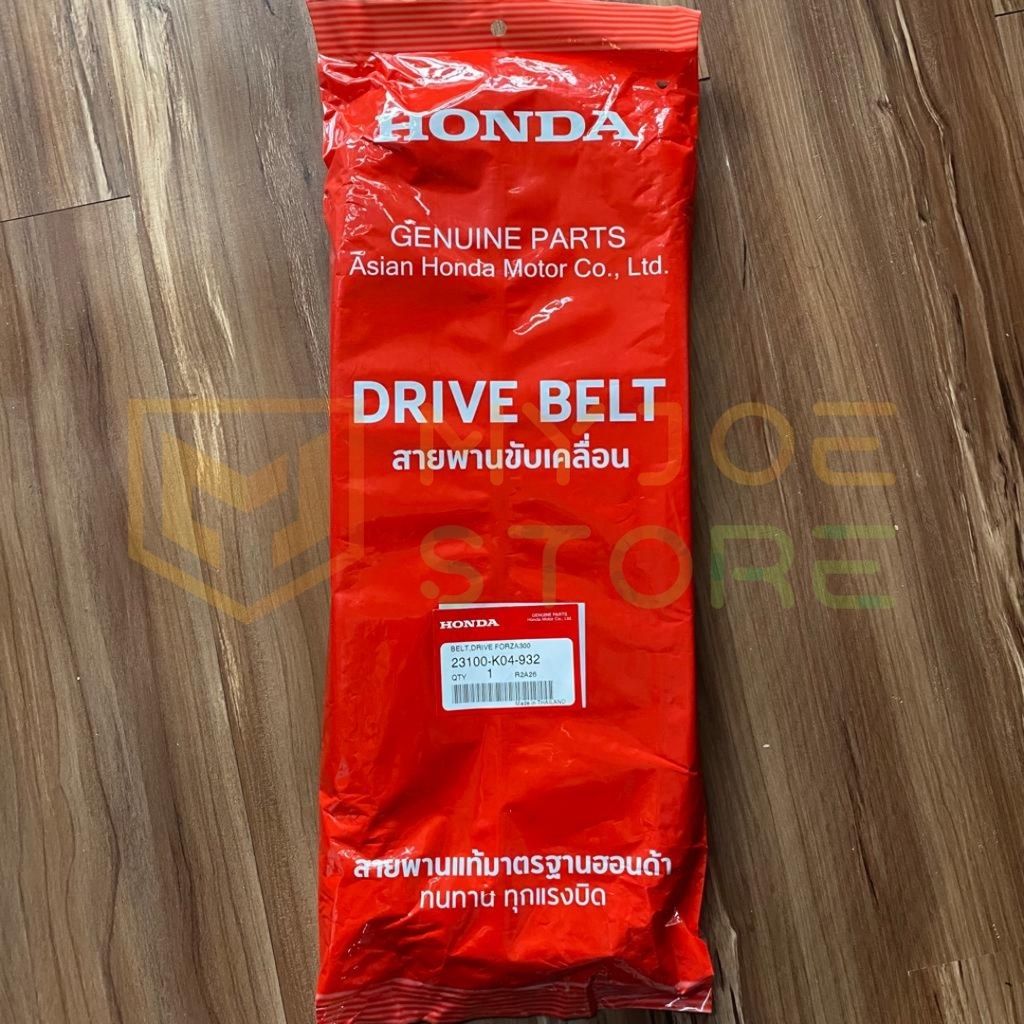 HONDA
GENUINE PARTS
Asian Honda Motor Co., Ltd.
DRIVE BELT
สายพานขับเคลื่อน
MYJOE
STORE
HONDA
GENUINE PARTS
Honda Motor Co., Ltd.
BELT,DRIVE FORZA300
23100-K04-932
QTY 1 R2A26
Made in THAILAND
สายพานแท้มาตรฐานฮอนด้า
ทนทาน ทุกแรงบิด